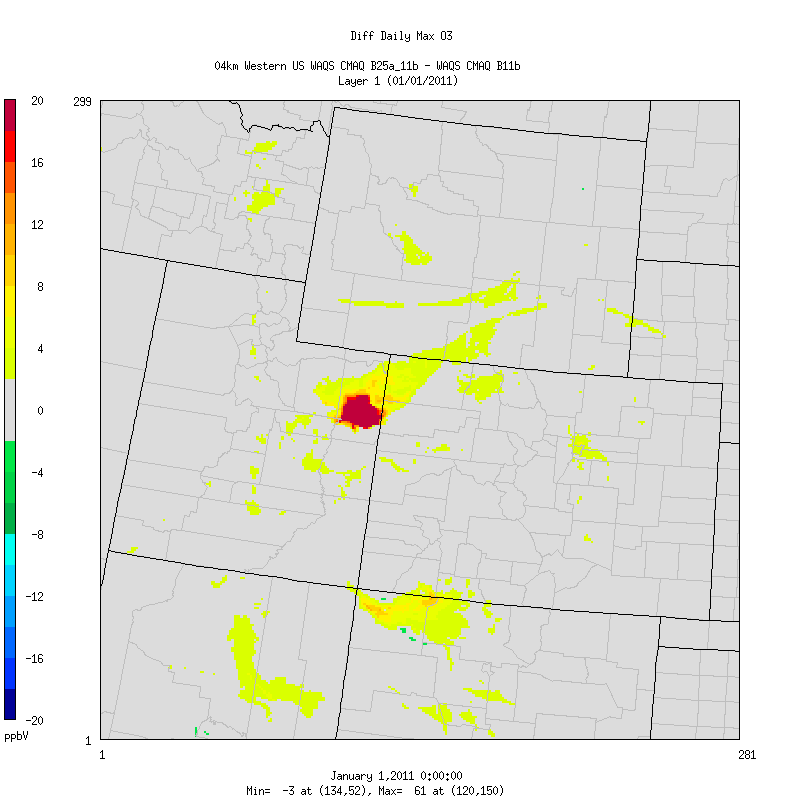 Diff Daily Max O3
04km Western US WAQS CMAQ B25a_11b - WAQS CMAQ B11b
Layer 1 (01/01/2011)
299
20
16
12
8
4
0
-4
-8
-12
-16
-20
ppbV
1
1
281
January 1,2011 0:00:00
Min= -3 at (134,52), Max= 61 at (120,150)